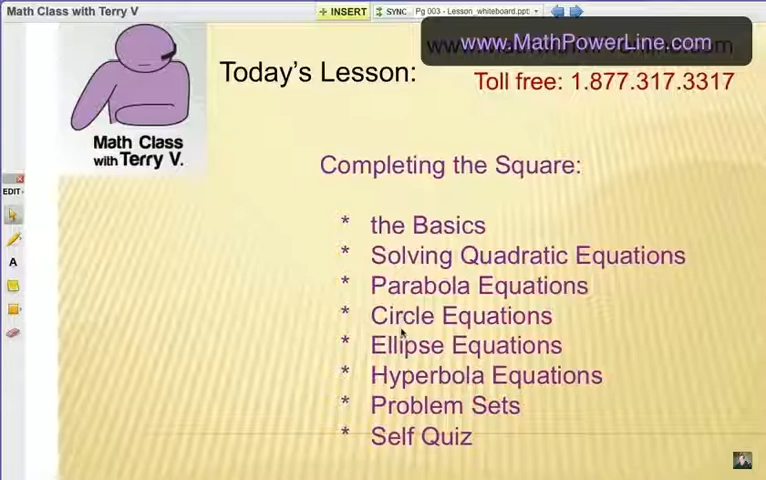 Math Class with Terry V
+ INSERT
SYNC
Pg 003 - Lesson_whiteboard.ppt
www.MathPowerLine.com
Today's Lesson:
Toll free: 1.877.317.3317
Math Class
with Terry V.
Completing the Square:
EDIT
* the Basics
* Solving Quadratic Equations
A
* Parabola Equations
* Circle Equations
* Ellipse Equations
* Hyperbola Equations
* Problem Sets
* Self Quiz